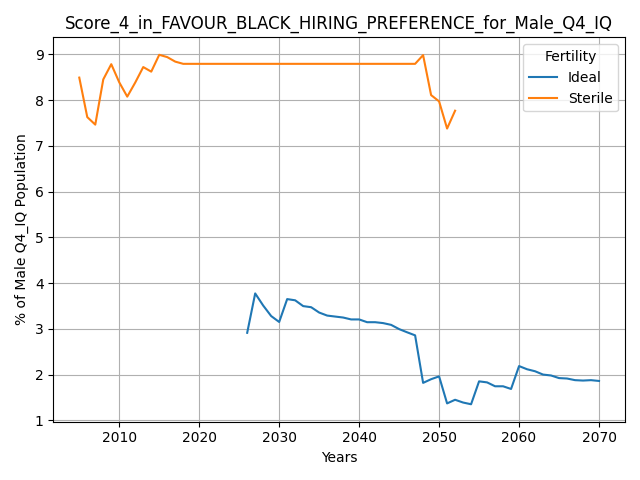 Score_4_in_FAVOUR_BLACK_HIRING_PREFERENCE_for_Male_Q4_IQ
Fertility
Ideal
Sterile
% of Male Q4_IQ Population
9
8
7
6
5
4
3
2
1
2010 2020 2030 2040 2050 2060 2070
Years